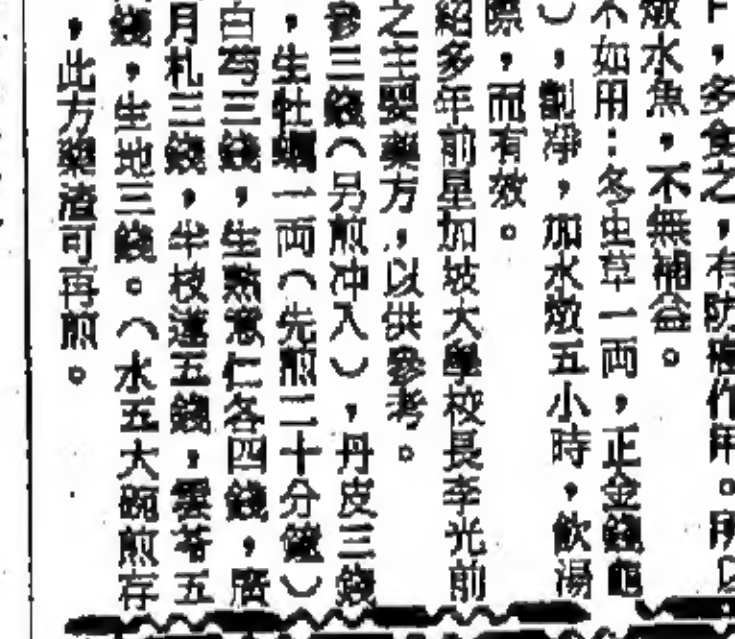 下，多食之，有防癌作用。所以
燉水魚，不無補益。
不如用：冬虫草一両，正金錢龜
），劏淨，加水燉五小時，飲湯
際，而有效。
紹多年前星加坡大學校長李光前
之主要藥方，以供參考。
參三錢（另煎冲入），丹皮三錢
，生牡蠣一両（先煎二十分鐘）
白芍三錢，生熟薏仁各四錢，廣
月札三錢，半枝蓮五錢，雲苓五
錢，生地三錢。（水五大碗煎存
，此方藥渣可再煎。